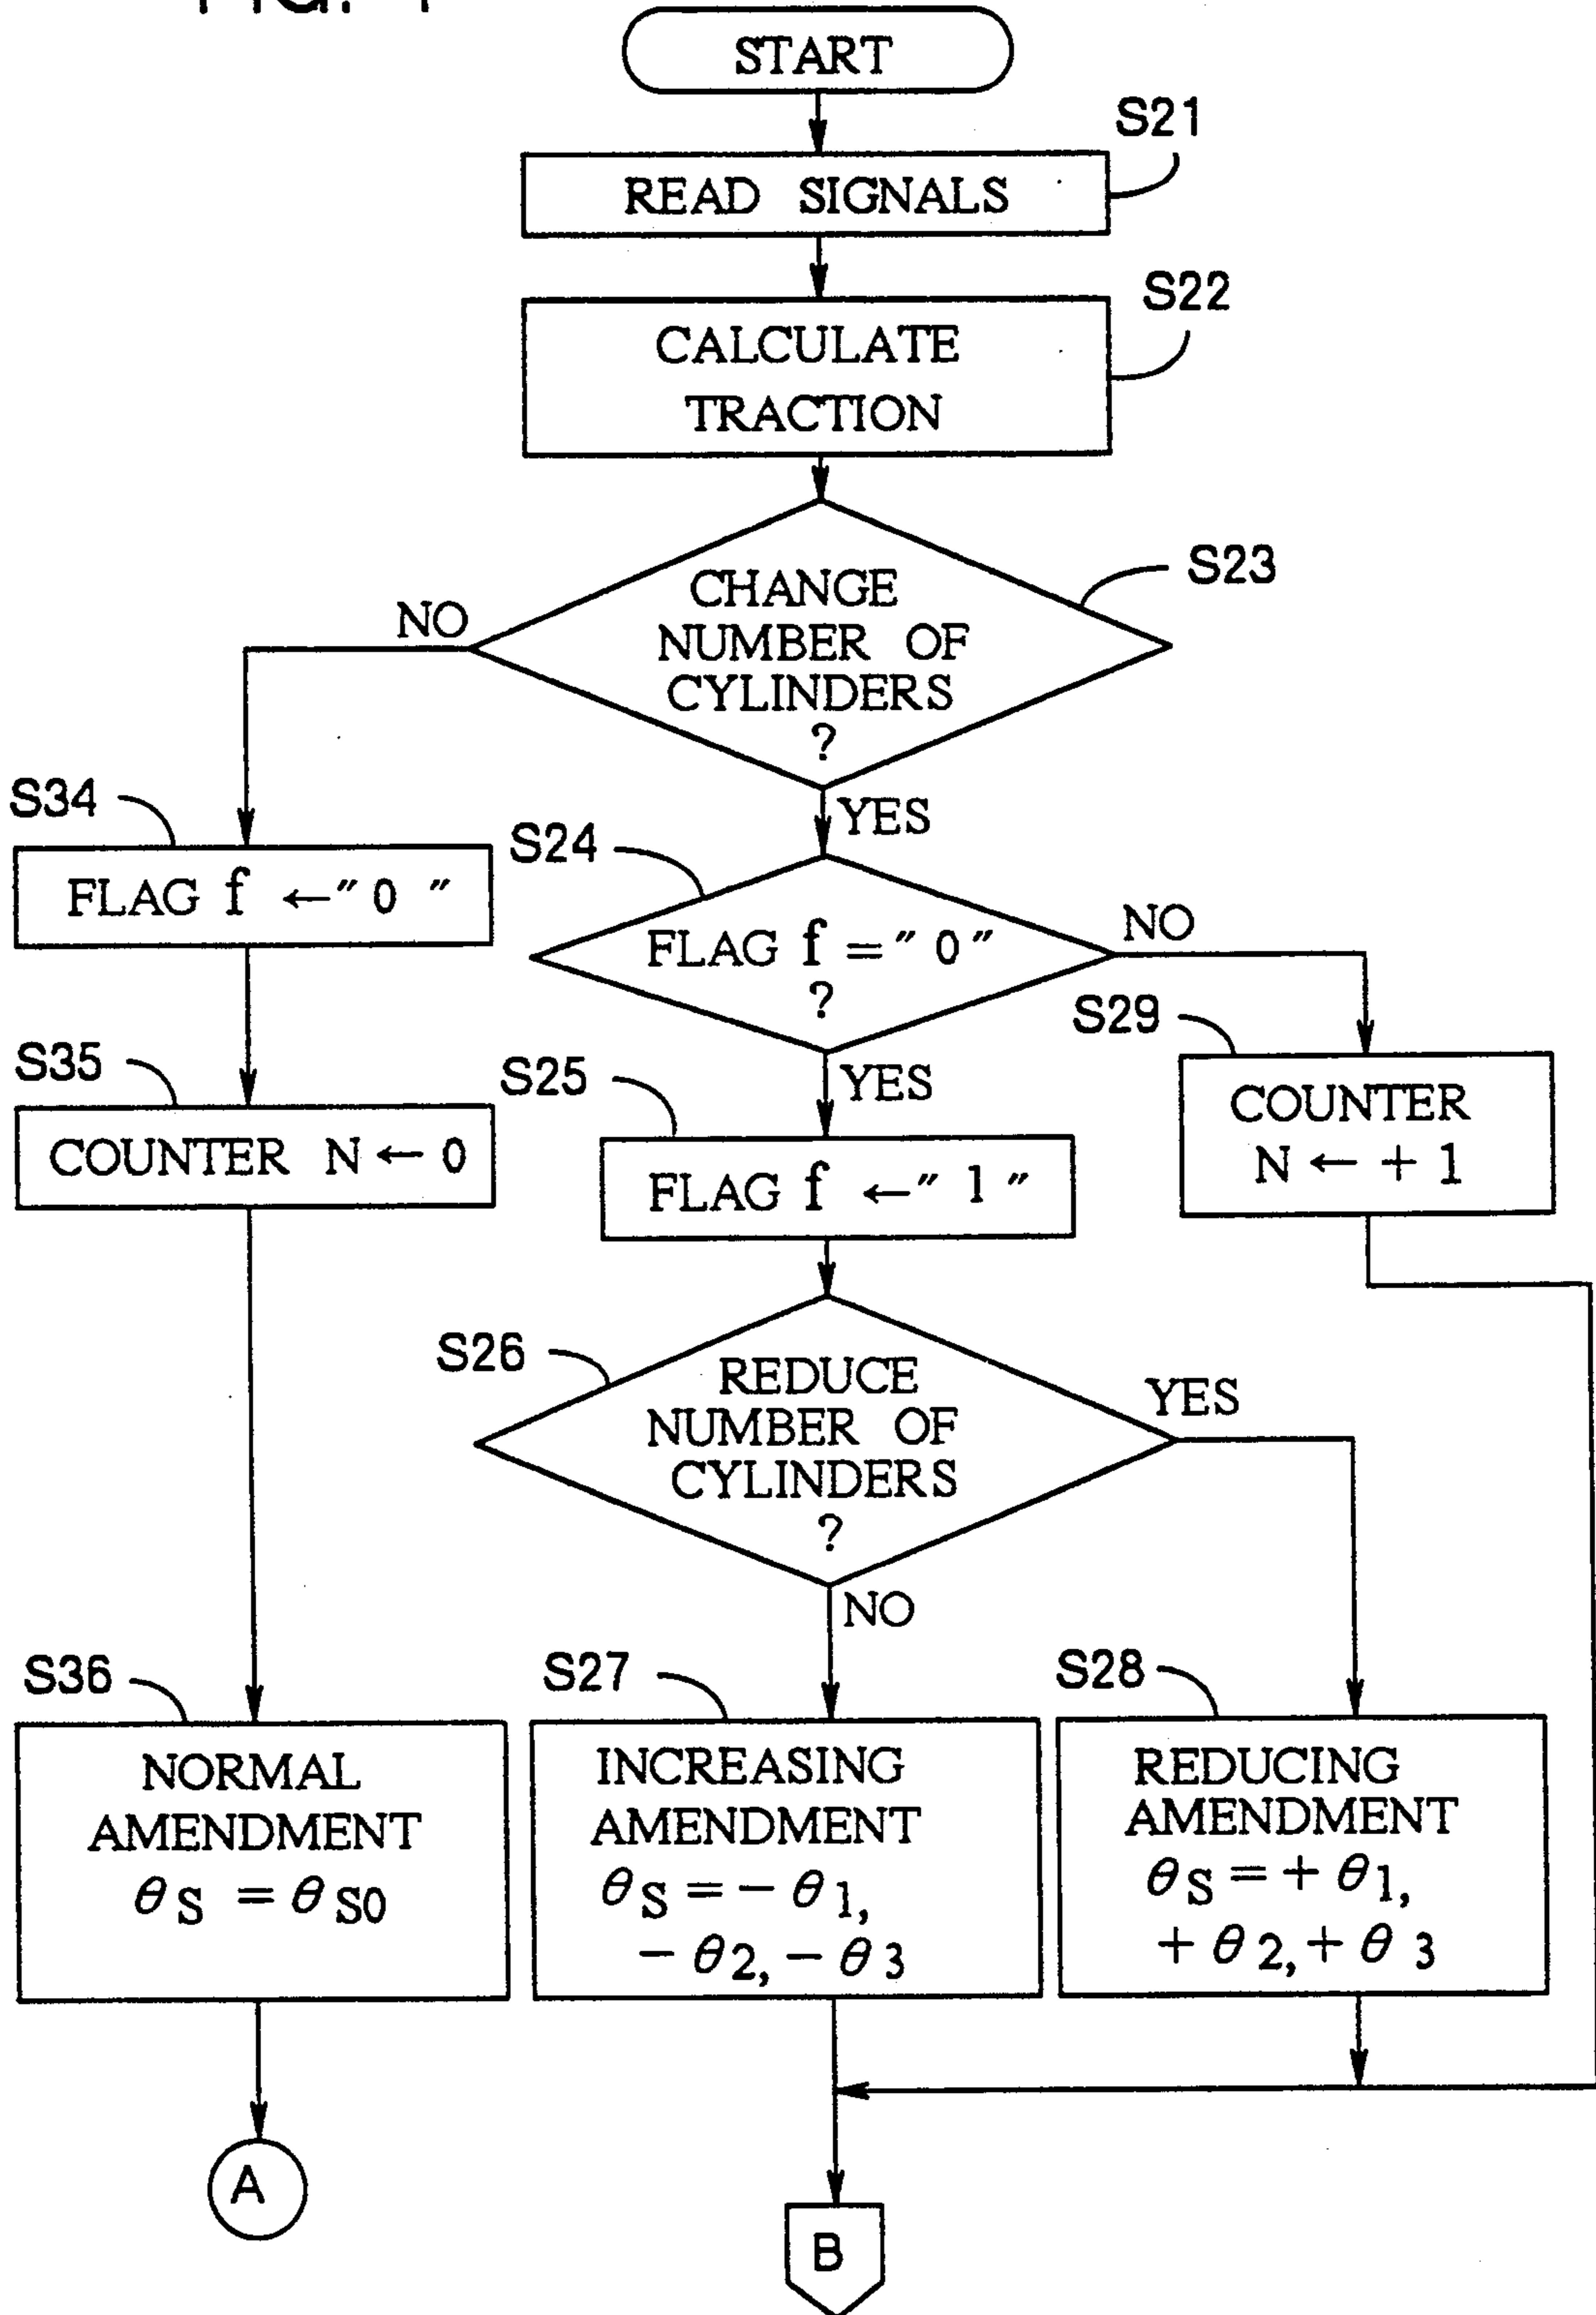 START
S21
READ SIGNALS
S22
CALCULATE
TRACTION
S23
CHANGE
NUMBER OF
CYLINDERS
?
NO
YES
S34
FLAG f ←" 0 "
S24
FLAG f =" 0 "
?
NO
YES
S29
COUNTER
N ← + 1
S35
COUNTER N ← 0
S25
FLAG f ←" 1 "
S26
REDUCE
NUMBER OF
CYLINDERS
?
YES
NO
S36
NORMAL
AMENDMENT
θS = θS0
S27
INCREASING
AMENDMENT
θS = − θ1,
− θ2, − θ3
S28
REDUCING
AMENDMENT
θS = + θ1,
+ θ2, + θ3
A
B